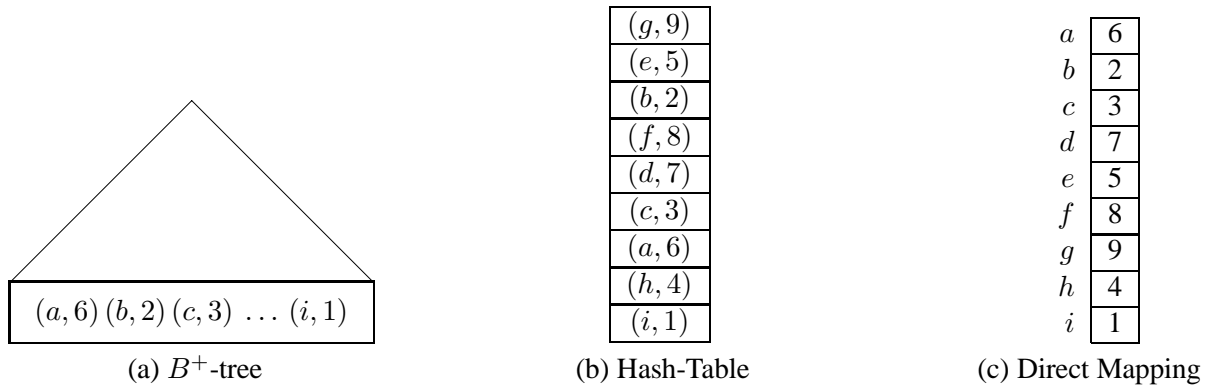 (a, 6) (b, 2) (c, 3) … (i, 1)
(a) B⁺-tree
(g, 9)
(e, 5)
(b, 2)
(f, 8)
(d, 7)
(c, 3)
(a, 6)
(h, 4)
(i, 1)
(b) Hash-Table
a 6
b 2
c 3
d 7
e 5
f 8
g 9
h 4
i 1
(c) Direct Mapping